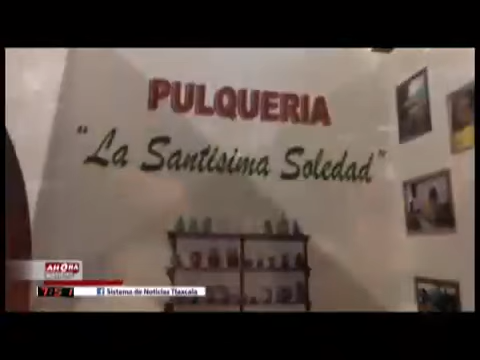 PULQUERIA
"La Santísima Soledad"
AHORA
Sistema de Noticias Tlaxcala